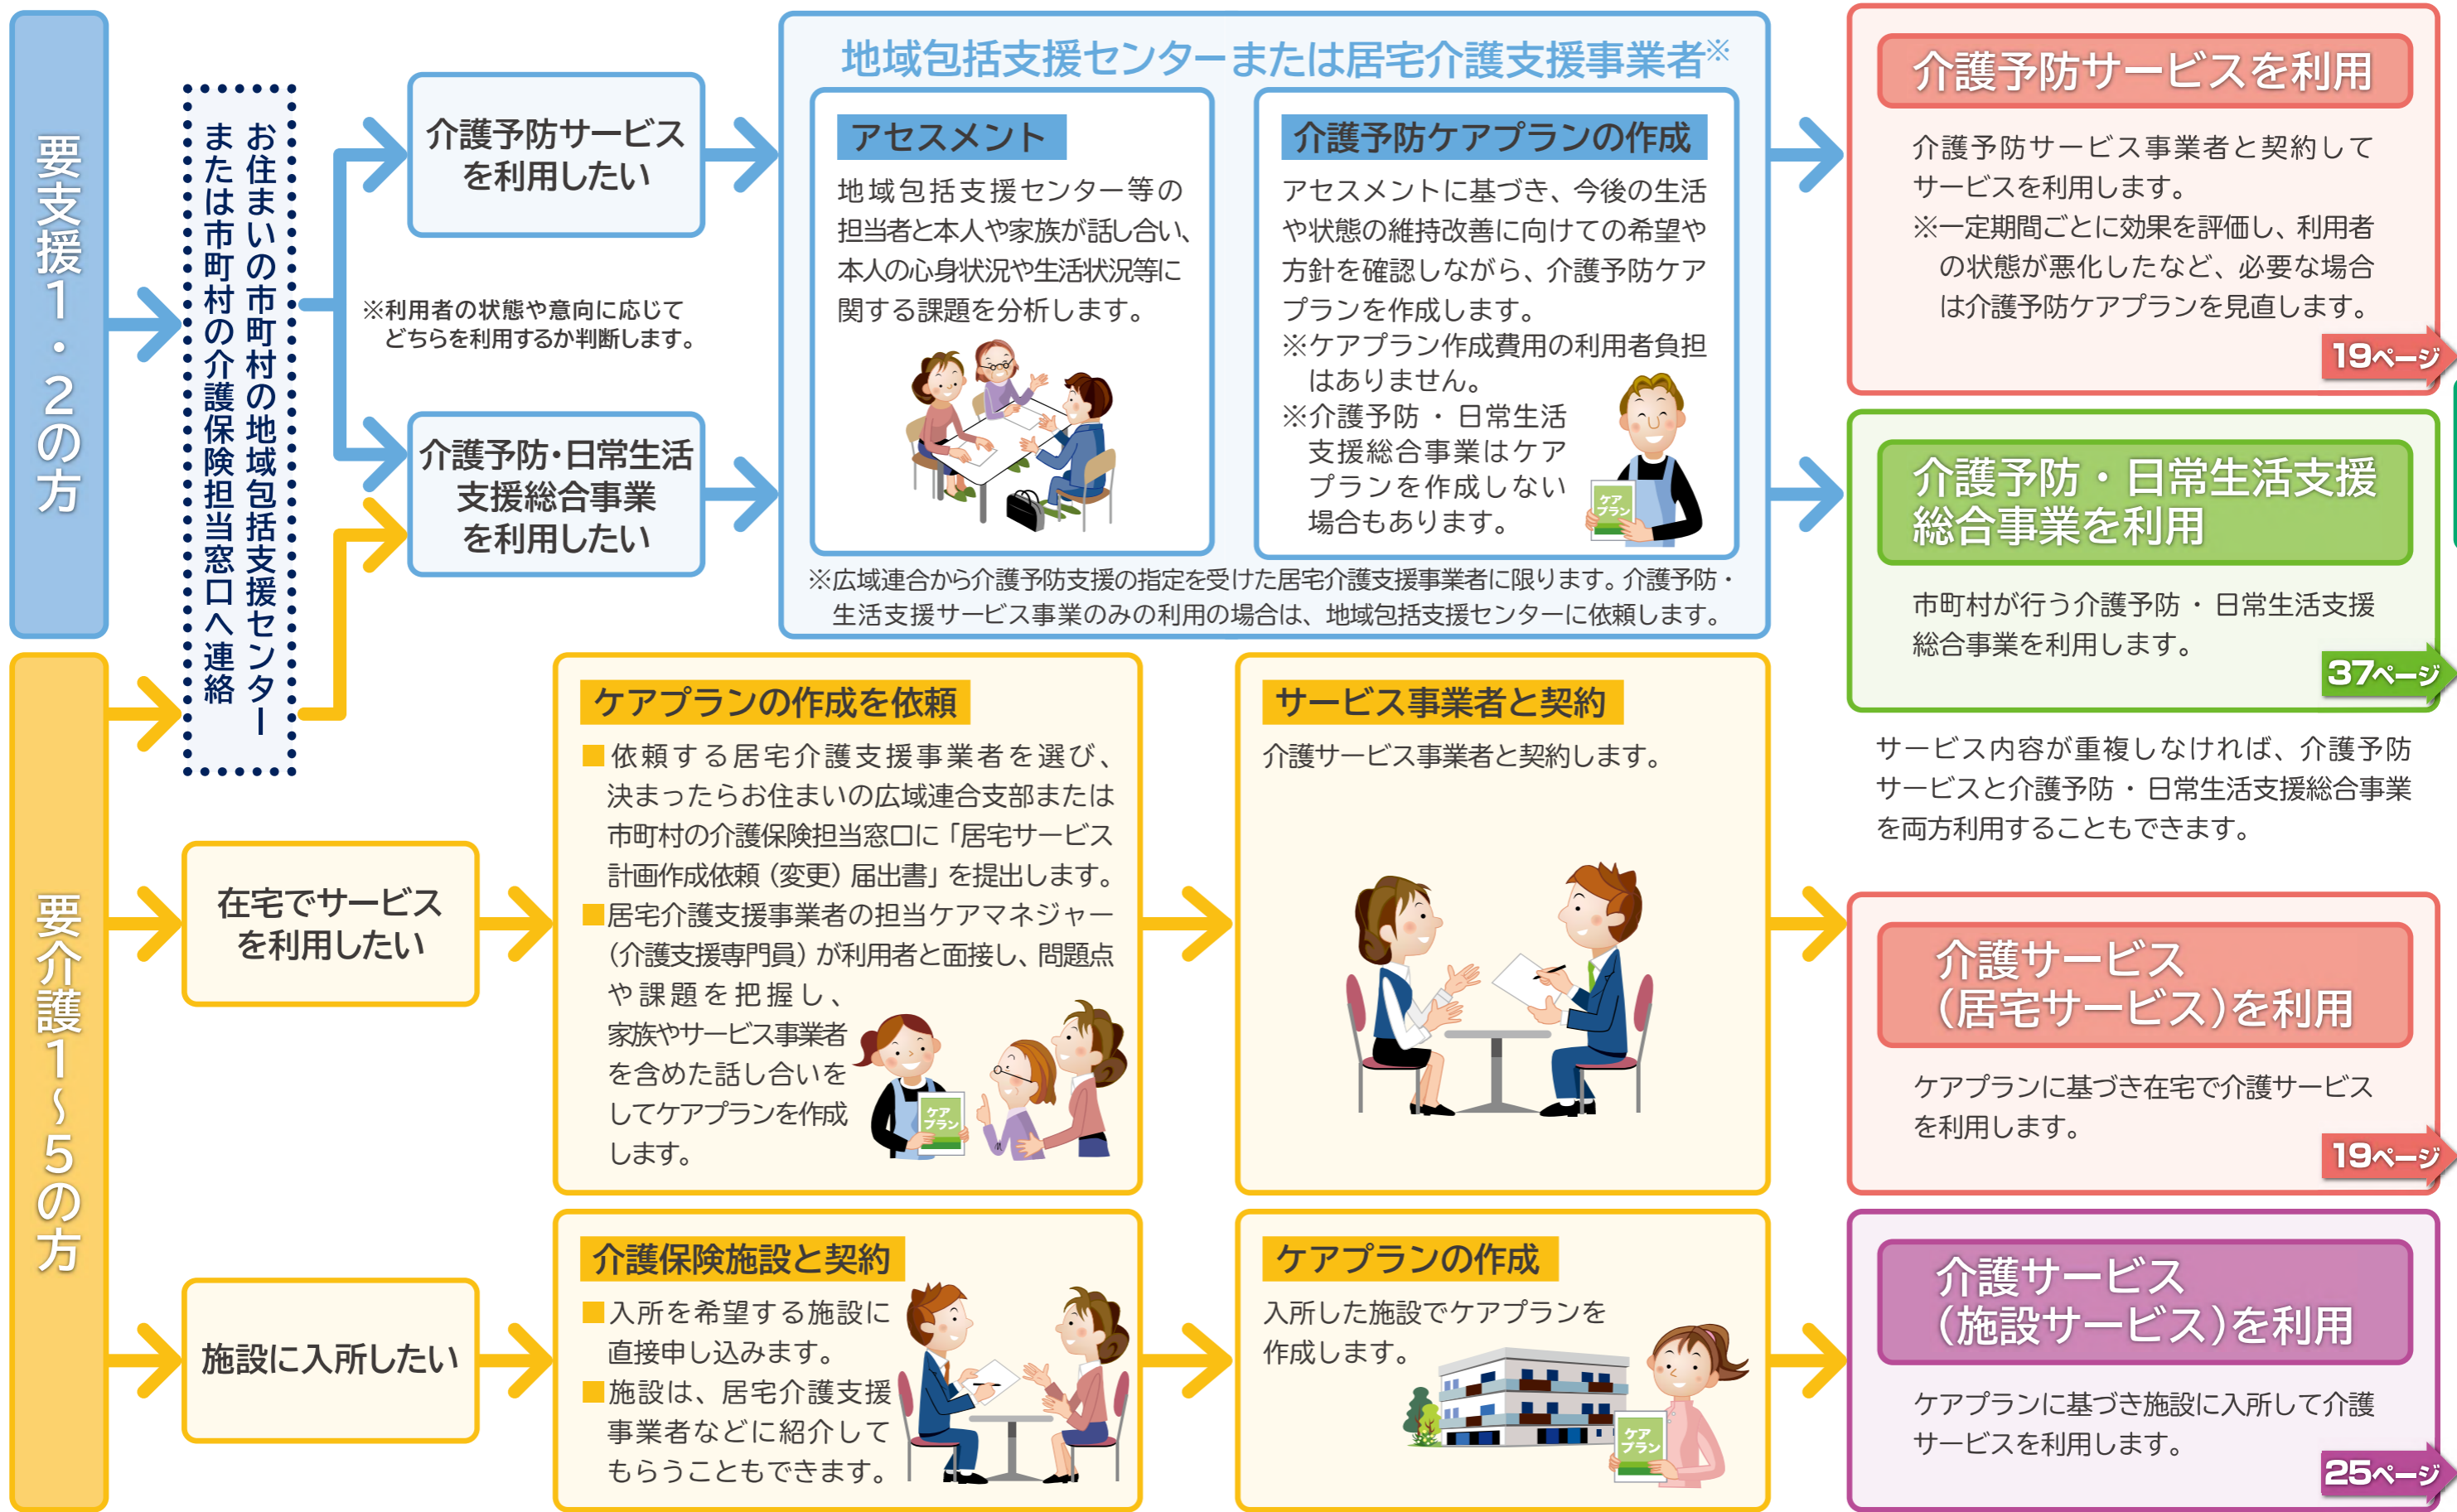 要支援1・2の方
お住まいの市町村の地域包括支援センター
または市町村の介護保険担当窓口へ連絡
介護予防サービス
を利用したい
※利用者の状態や意向に応じて
どちらを利用するか判断します。
介護予防・日常生活
支援総合事業
を利用したい
地域包括支援センターまたは居宅介護支援事業者※
アセスメント
地域包括支援センター等の
担当者と本人や家族が話し合い、
本人の心身状況や生活状況等に
関する課題を分析します。
介護予防ケアプランの作成
アセスメントに基づき、今後の生活
や状態の維持改善に向けての希望や
方針を確認しながら、介護予防ケア
プランを作成します。
※ケアプラン作成費用の利用者負担
はありません。
※介護予防・日常生活
支援総合事業はケア
プランを作成しない
場合もあります。
ケア
プラン
※広域連合から介護予防支援の指定を受けた居宅介護支援事業者に限ります。介護予防・
生活支援サービス事業のみの利用の場合は、地域包括支援センターに依頼します。
介護予防サービスを利用
介護予防サービス事業者と契約して
サービスを利用します。
※一定期間ごとに効果を評価し、利用者
の状態が悪化したなど、必要な場合
は介護予防ケアプランを見直します。
19ページ
介護予防・日常生活支援
総合事業を利用
市町村が行う介護予防・日常生活支援
総合事業を利用します。
37ページ
サービス内容が重複しなければ、介護予防
サービスと介護予防・日常生活支援総合事業
を両方利用することもできます。
要介護1~5の方
在宅でサービス
を利用したい
ケアプランの作成を依頼
■依頼する居宅介護支援事業者を選び、
決まったらお住まいの広域連合支部または
市町村の介護保険担当窓口に「居宅サービス
計画作成依頼(変更)届出書」を提出します。
■居宅介護支援事業者の担当ケアマネジャー
(介護支援専門員)が利用者と面接し、問題点
や課題を把握し、
家族やサービス事業者
を含めた話し合いを
してケアプランを作成
します。
ケア
プラン
サービス事業者と契約
介護サービス事業者と契約します。
介護サービス
(居宅サービス)を利用
ケアプランに基づき在宅で介護サービス
を利用します。
19ページ
施設に入所したい
介護保険施設と契約
■入所を希望する施設に
直接申し込みます。
■施設は、居宅介護支援
事業者などに紹介して
もらうこともできます。
ケアプランの作成
入所した施設でケアプランを
作成します。
ケア
プラン
介護サービス
(施設サービス)を利用
ケアプランに基づき施設に入所して介護
サービスを利用します。
25ページ